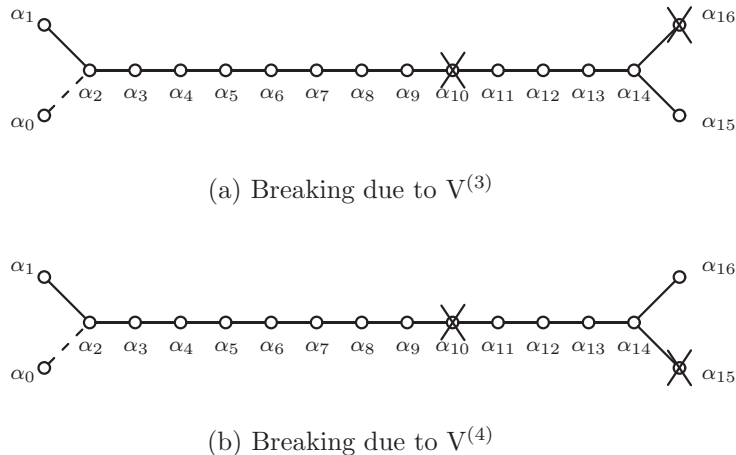 α₁ α₁₆
α₂ α₃ α₄ α₅ α₆ α₇ α₈ α₉ α₁₀ α₁₁ α₁₂ α₁₃ α₁₄
α₀ α₁₅
(a) Breaking due to V⁽³⁾
α₁ α₁₆
α₂ α₃ α₄ α₅ α₆ α₇ α₈ α₉ α₁₀ α₁₁ α₁₂ α₁₃ α₁₄
α₀ α₁₅
(b) Breaking due to V⁽⁴⁾